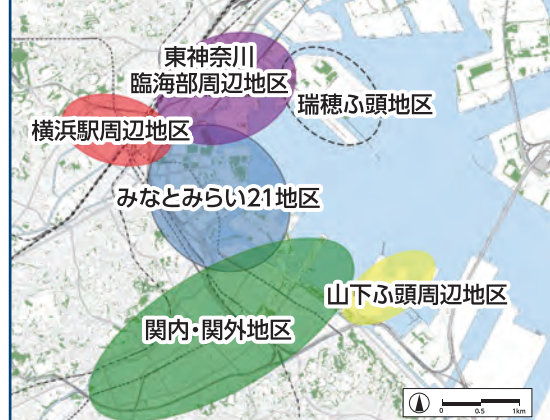 東神奈川
臨海部周辺地区
瑞穂ふ頭地区
横浜駅周辺地区
みなとみらい21地区
山下ふ頭周辺地区
関内・関外地区
0 0.5 1km